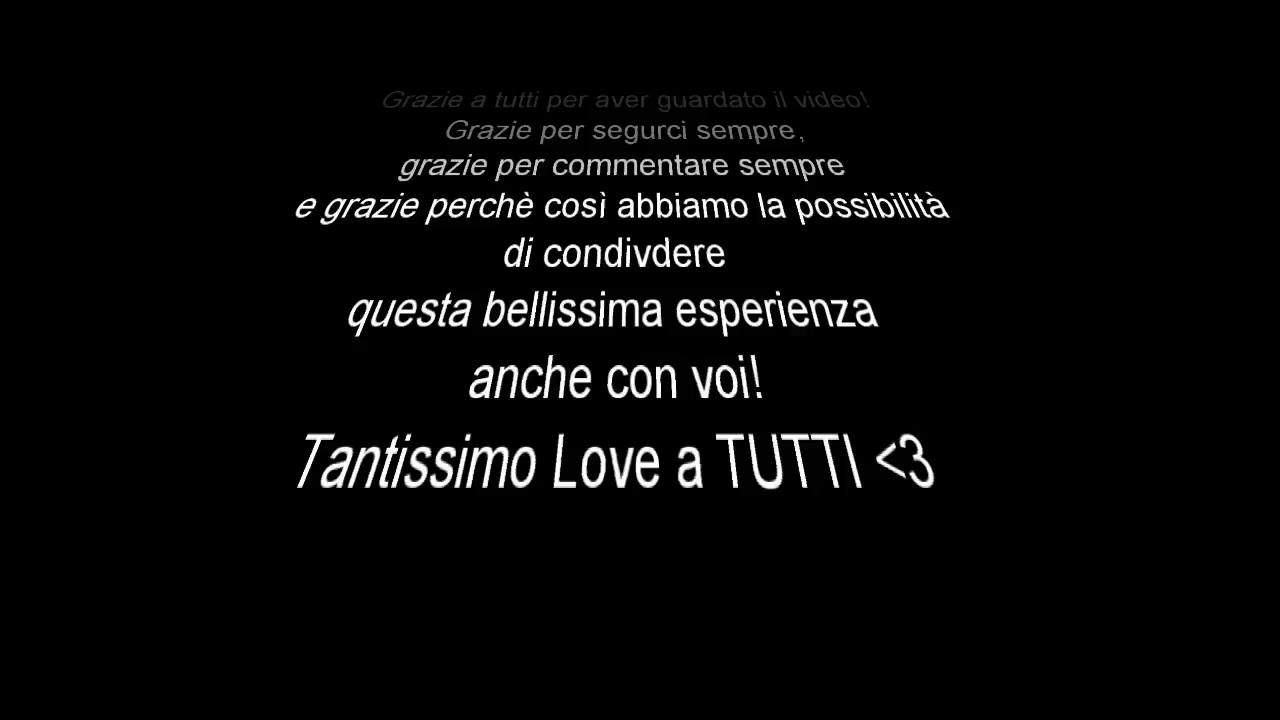 Grazie a tutti per aver guardato il video!
Grazie per segurci sempre,
grazie per commentare sempre
e grazie perchè così abbiamo la possibilità
di condivdere
questa bellissima esperienza
anche con voi!
Tantissimo Love a TUTTI <3